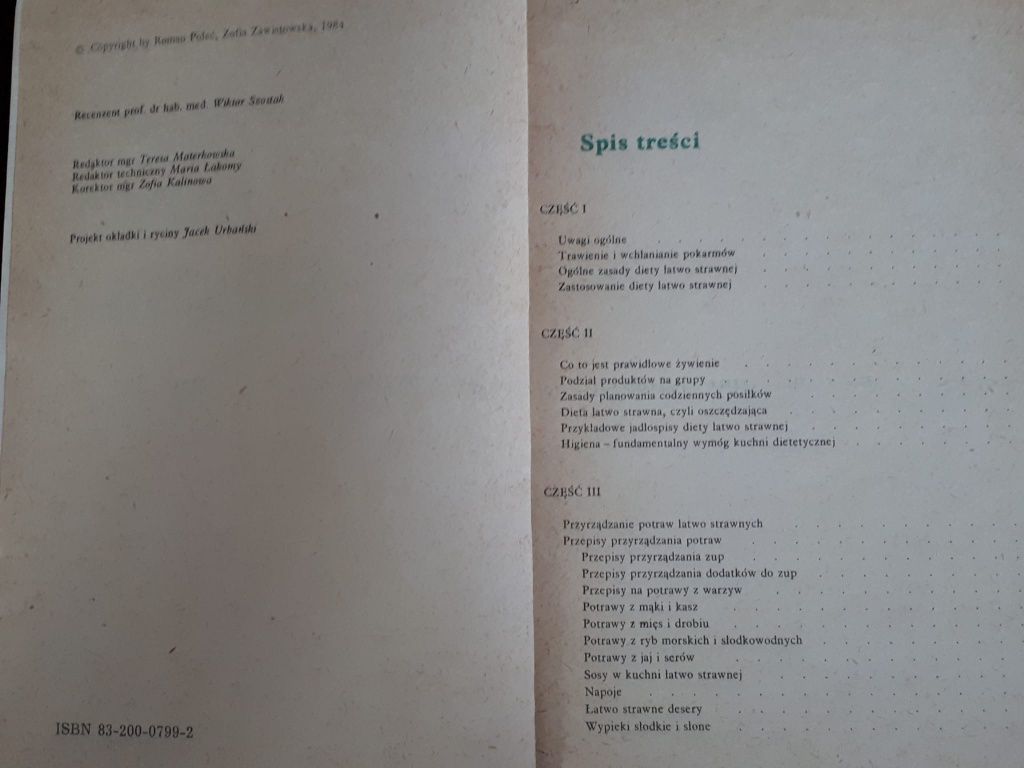 © Copyright by Roman Poleć, Zofia Zawistowska, 1984
Recenzent prof. dr hab. med. Wiktor Szostak
Redaktor mgr Teresa Materkowska
Redaktor techniczny Maria Łakomy
Korektor mgr Zofia Kalinowa
Projekt okładki i ryciny Jacek Urbański
ISBN 83-200-0799-2
Spis treści
CZĘŚĆ I
Uwagi ogólne . . . . . . . . . . .
Trawienie i wchłanianie pokarmów . . . . . . . .
Ogólne zasady diety łatwo strawnej . . . . . . . .
Zastosowanie diety łatwo strawnej . . . . . . . .
CZĘŚĆ II
Co to jest prawidłowe żywienie . . . . . . . . .
Podział produktów na grupy . . . . . . . . .
Zasady planowania codziennych posiłków . . . . . . .
Dieta łatwo strawna, czyli oszczędzająca . . . . . . .
Przykładowe jadłospisy diety łatwo strawnej . . . . . . .
Higiena – fundamentalny wymóg kuchni dietetycznej . . . . . .
CZĘŚĆ III
Przyrządzanie potraw łatwo strawnych . . . . . . .
Przepisy przyrządzania potraw . . . . . . . . .
Przepisy przyrządzania zup . . . . . . . . .
Przepisy przyrządzania dodatków do zup . . . . . . .
Przepisy na potrawy z warzyw . . . . . . . .
Potrawy z mąki i kasz . . . . . . . . .
Potrawy z mięs i drobiu . . . . . . . . .
Potrawy z ryb morskich i słodkowodnych . . . . . . .
Potrawy z jaj i serów . . . . . . . . .
Sosy w kuchni łatwo strawnej . . . . . . . .
Napoje . . . . . . . . . . .
Łatwo strawne desery . . . . . . . . .
Wypieki słodkie i słone . . . . . . . . .